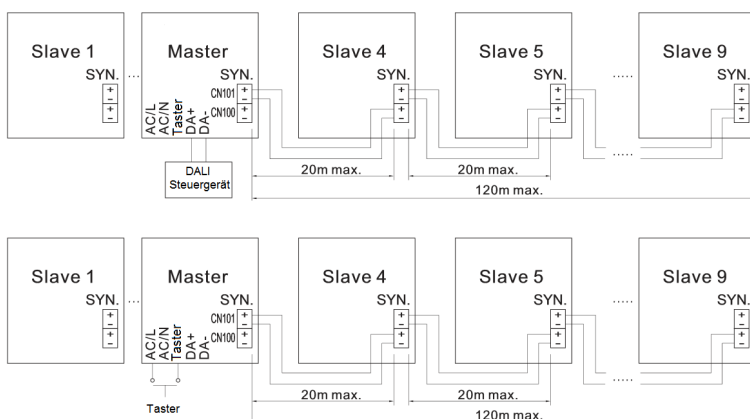 Slave 1
Master
Slave 4
Slave 5
Slave 9
SYN.
...
SYN.
SYN.
SYN.
.....
SYN.
+
-
+
-
CN101
+
-
CN100
+
-
+
-
+
-
+
-
+
-
+
-
+
-
AC/L
AC/N
Taster
DA+
DA-
.....
DALI
Steuergerät
20m max.
20m max.
120m max.
Slave 1
Master
Slave 4
Slave 5
Slave 9
SYN.
...
SYN.
SYN.
SYN.
.....
SYN.
+
-
+
-
CN101
+
-
CN100
+
-
+
-
+
-
+
-
+
-
+
-
+
-
AC/L
AC/N
Taster
DA+
DA-
.....
20m max.
20m max.
Taster
120m max.